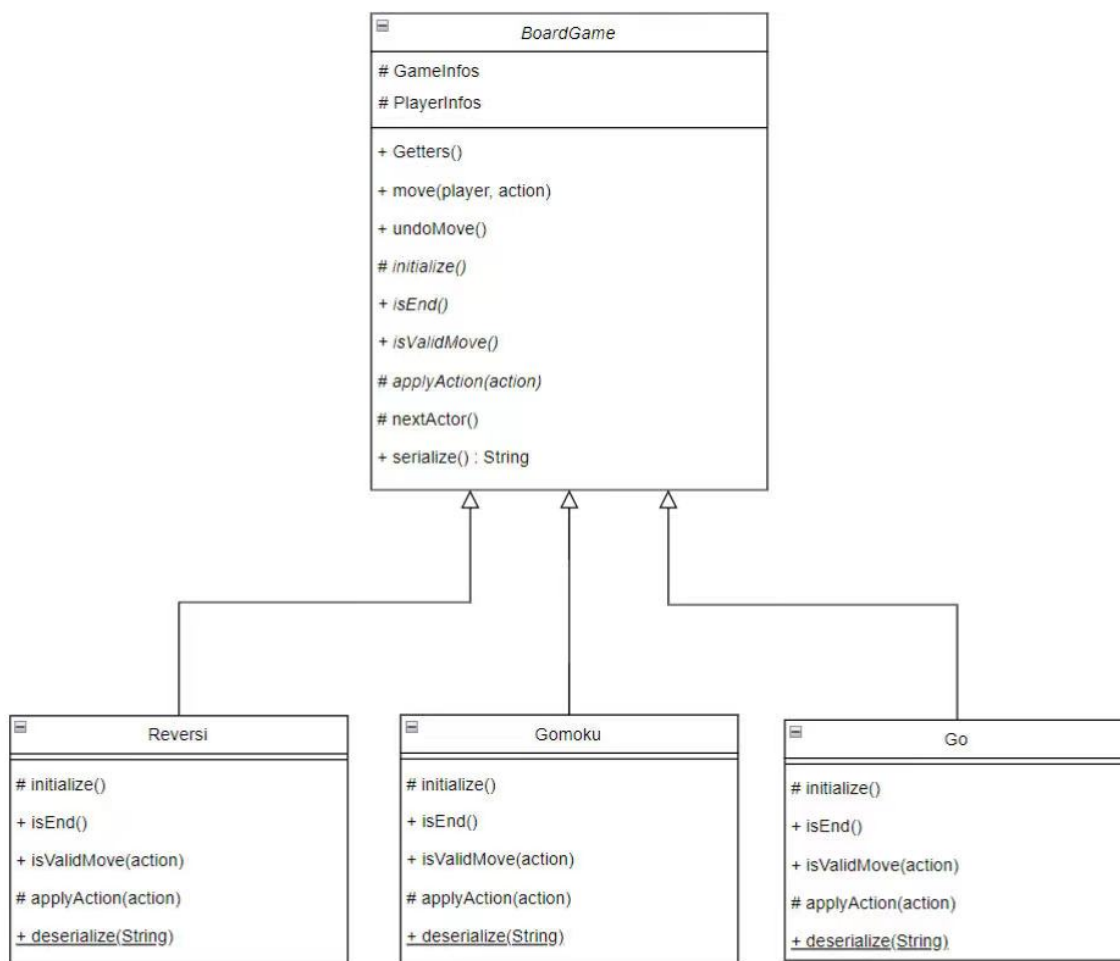 BoardGame
# GameInfos
# PlayerInfos
+ Getters()
+ move(player, action)
+ undoMove()
# initialize()
+ isEnd()
+ isValidMove()
# applyAction(action)
# nextActor()
+ serialize() : String
Reversi
# initialize()
+ isEnd()
+ isValidMove(action)
# applyAction(action)
+ deserialize(String)
Gomoku
# initialize()
+ isEnd()
+ isValidMove(action)
# applyAction(action)
+ deserialize(String)
Go
# initialize()
+ isEnd()
+ isValidMove(action)
# applyAction(action)
+ deserialize(String)